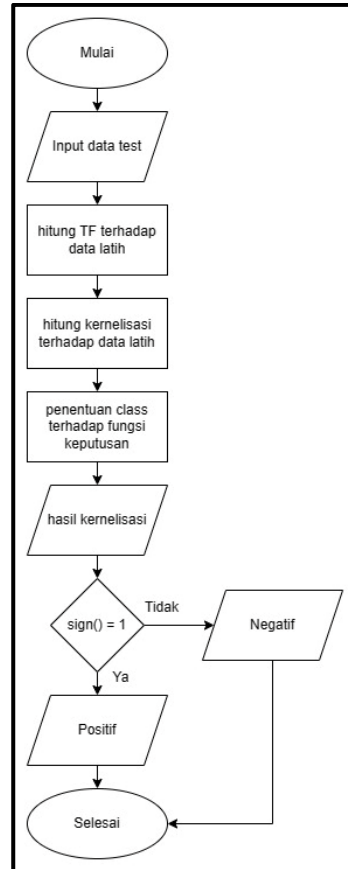 Mulai
Input data test
hitung TF terhadap
data latih
hitung kernelisasi
terhadap data latih
penentuan class
terhadap fungsi
keputusan
hasil kernelisasi
sign() = 1
Tidak
Negatif
Ya
Positif
Selesai